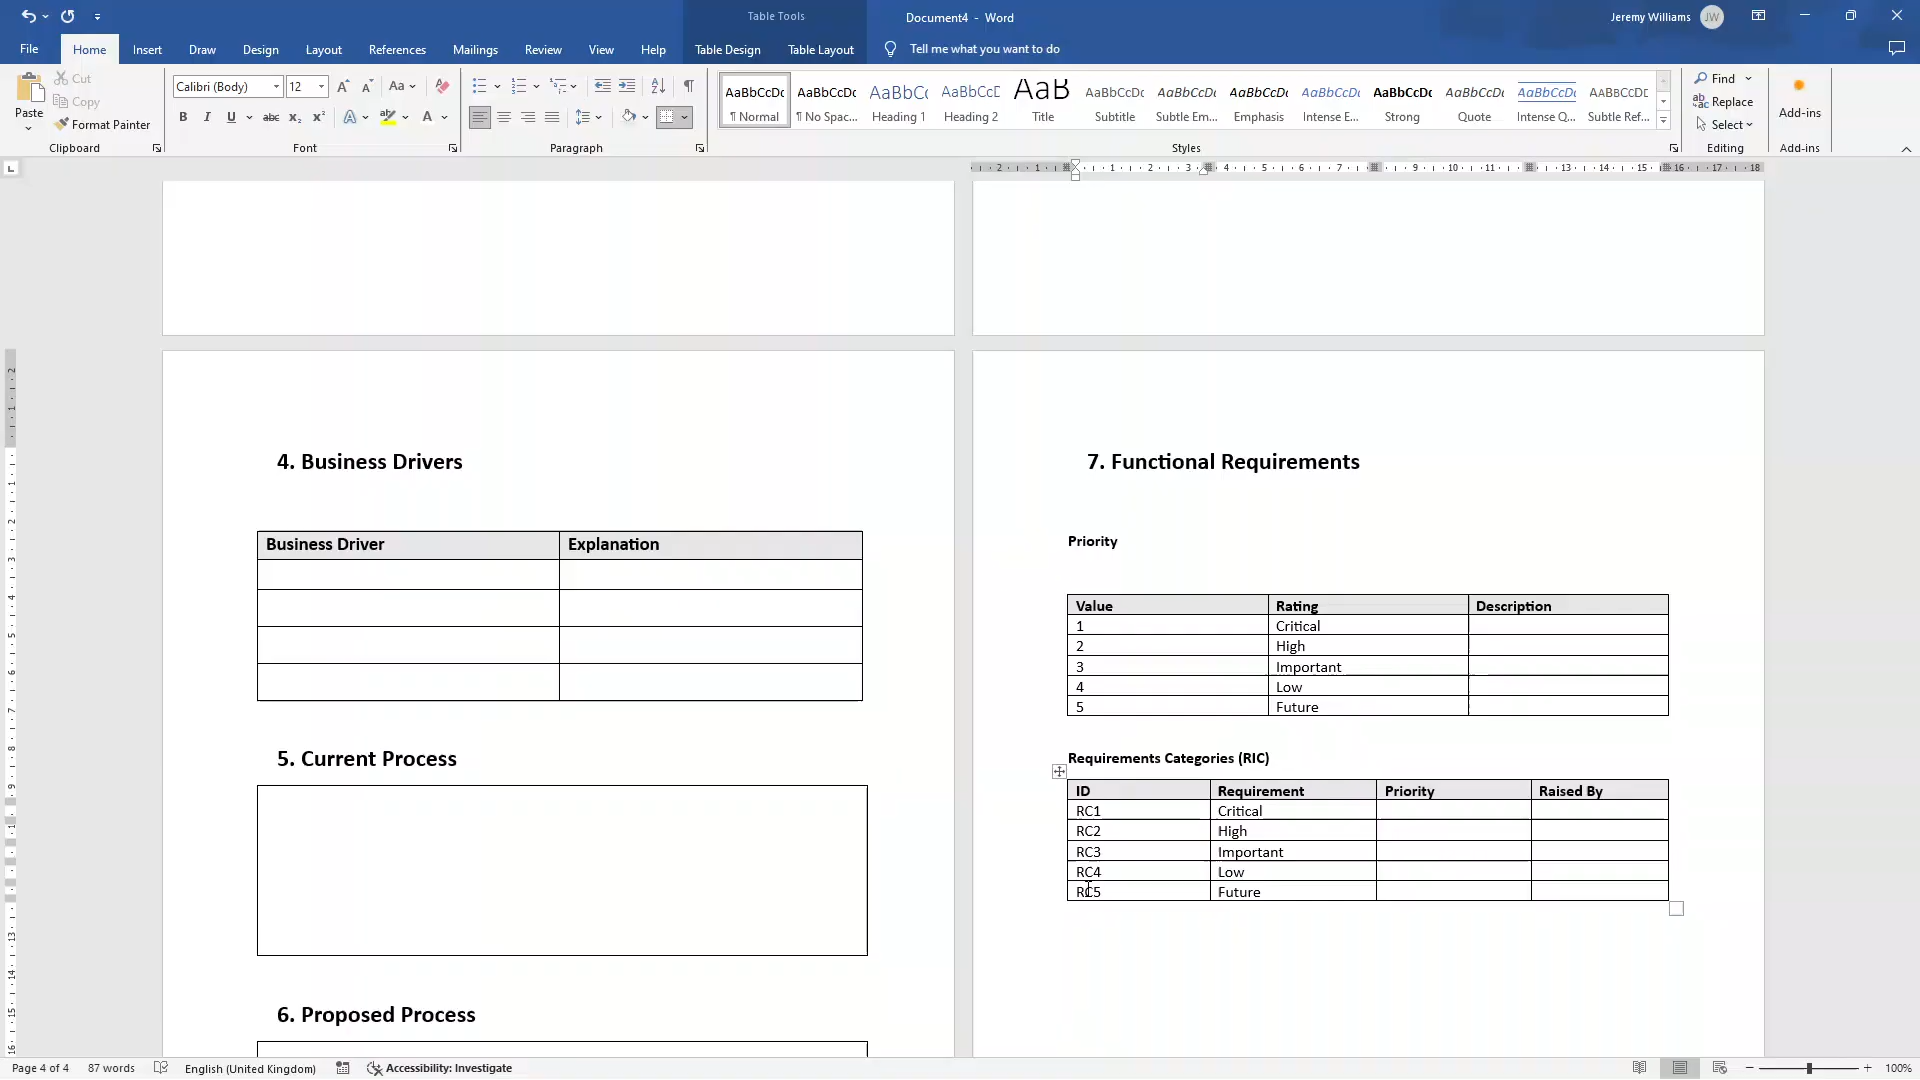 Table Tools
Document4 - Word
Jeremy Williams
JW
File
Home
Insert
Draw
Design
Layout
References
Mailings
Review
View
Help
Table Design
Table Layout
Tell me what you want to do
Paste
Cut
Copy
Format Painter
Clipboard
Calibri (Body)
12
Font
Paragraph
AaBbCcDc
¶ Normal
AaBbCcDc
¶ No Spac...
AaBbC
Heading 1
AaBbCcE
Heading 2
AaB
Title
AaBbCcDc
Subtitle
AaBbCcDc
Subtle Em...
AaBbCcDc
Emphasis
AaBbCcDc
Intense E...
AaBbCcDc
Strong
AaBbCcDc
Quote
AaBbCcDc
Intense Q...
AABBCCDE
Subtle Ref...
Styles
Find
Replace
Select
Editing
Add-ins
Add-ins
4. Business Drivers
Business Driver Explanation
5. Current Process
6. Proposed Process
7. Functional Requirements
Priority
Value Rating Description
1 Critical
2 High
3 Important
4 Low
5 Future
Requirements Categories (RIC)
ID Requirement Priority Raised By
RC1 Critical
RC2 High
RC3 Important
RC4 Low
RC5 Future
Page 4 of 4
87 words
English (United Kingdom)
Accessibility: Investigate
100%